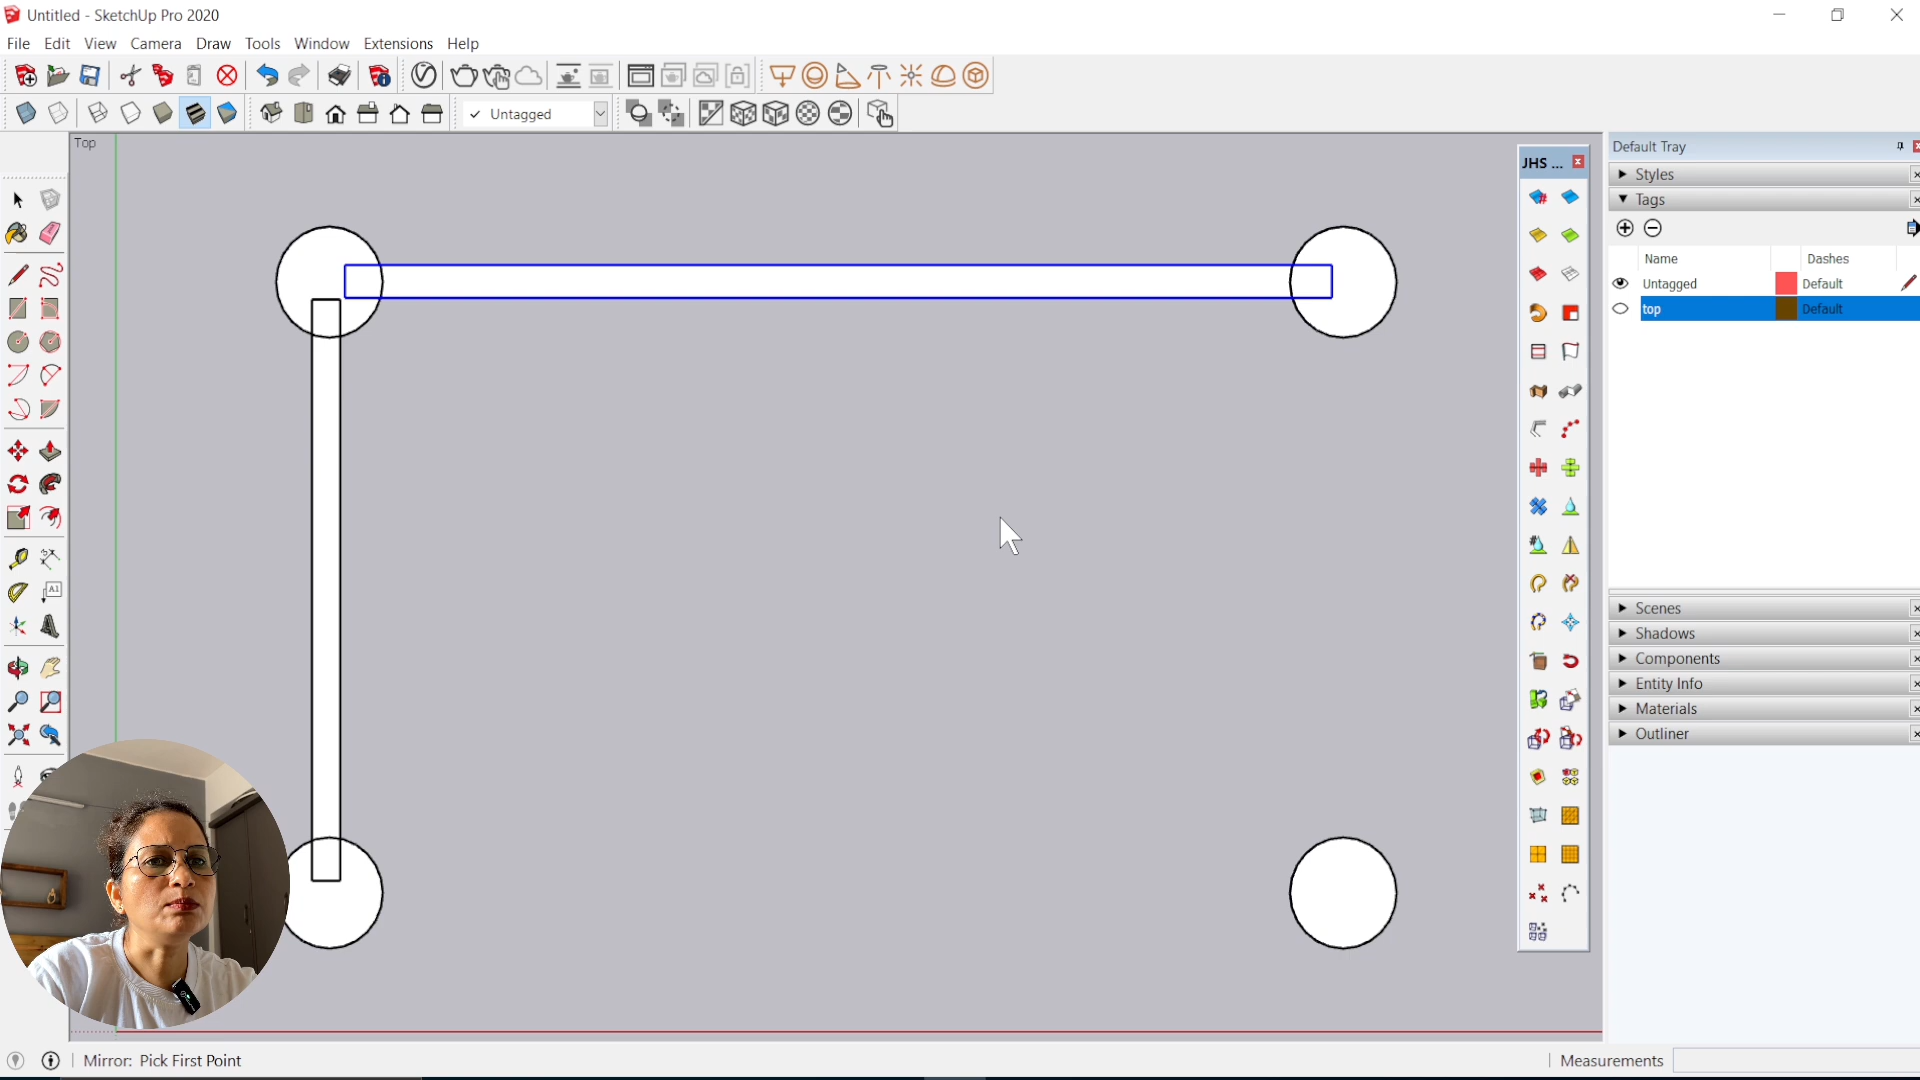 Untitled - SketchUp Pro 2020
File Edit View Camera Draw Tools Window Extensions Help
Untagged
Top
JHS ...
Default Tray
Styles
Tags
Name Dashes
Untagged Default
top Default
Scenes
Shadows
Components
Entity Info
Materials
Outliner
Mirror: Pick First Point
Measurements